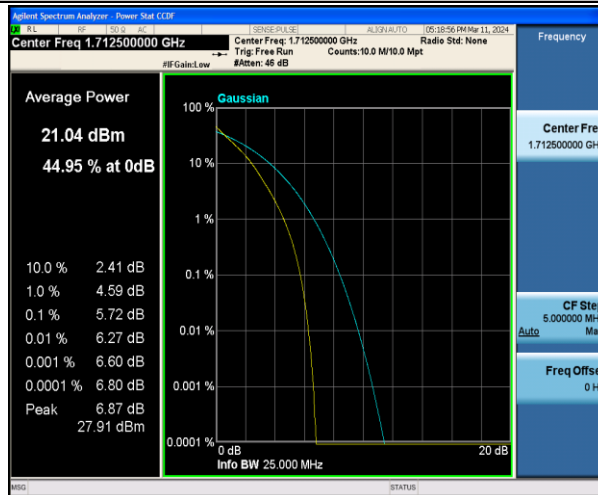 Agilent Spectrum Analyzer - Power Stat CCDF
RL RF 50 Ω AC SENSE:PULSE ALIGNAUTO 05:18:56 PM Mar 11, 2024
Center Freq 1.712500000 GHz
Center Freq: 1.712500000 GHz Radio Std: None
Trig: Free Run Counts:10.0 M/10.0 Mpt
#IFGain:Low #Atten: 46 dB
Frequency
Average Power
21.04 dBm
44.95 % at 0dB
10.0 % 2.41 dB
1.0 % 4.59 dB
0.1 % 5.72 dB
0.01 % 6.27 dB
0.001 % 6.60 dB
0.0001 % 6.80 dB
Peak 6.87 dB
27.91 dBm
Gaussian
100 %
10 %
1 %
0.1 %
0.01 %
0.001 %
0.0001 %
0 dB 20 dB
Info BW 25.000 MHz
Center Fre
1.712500000 GH
CF Ste
5.000000 MH
Auto Ma
Freq Offse
0 H
MSG STATUS